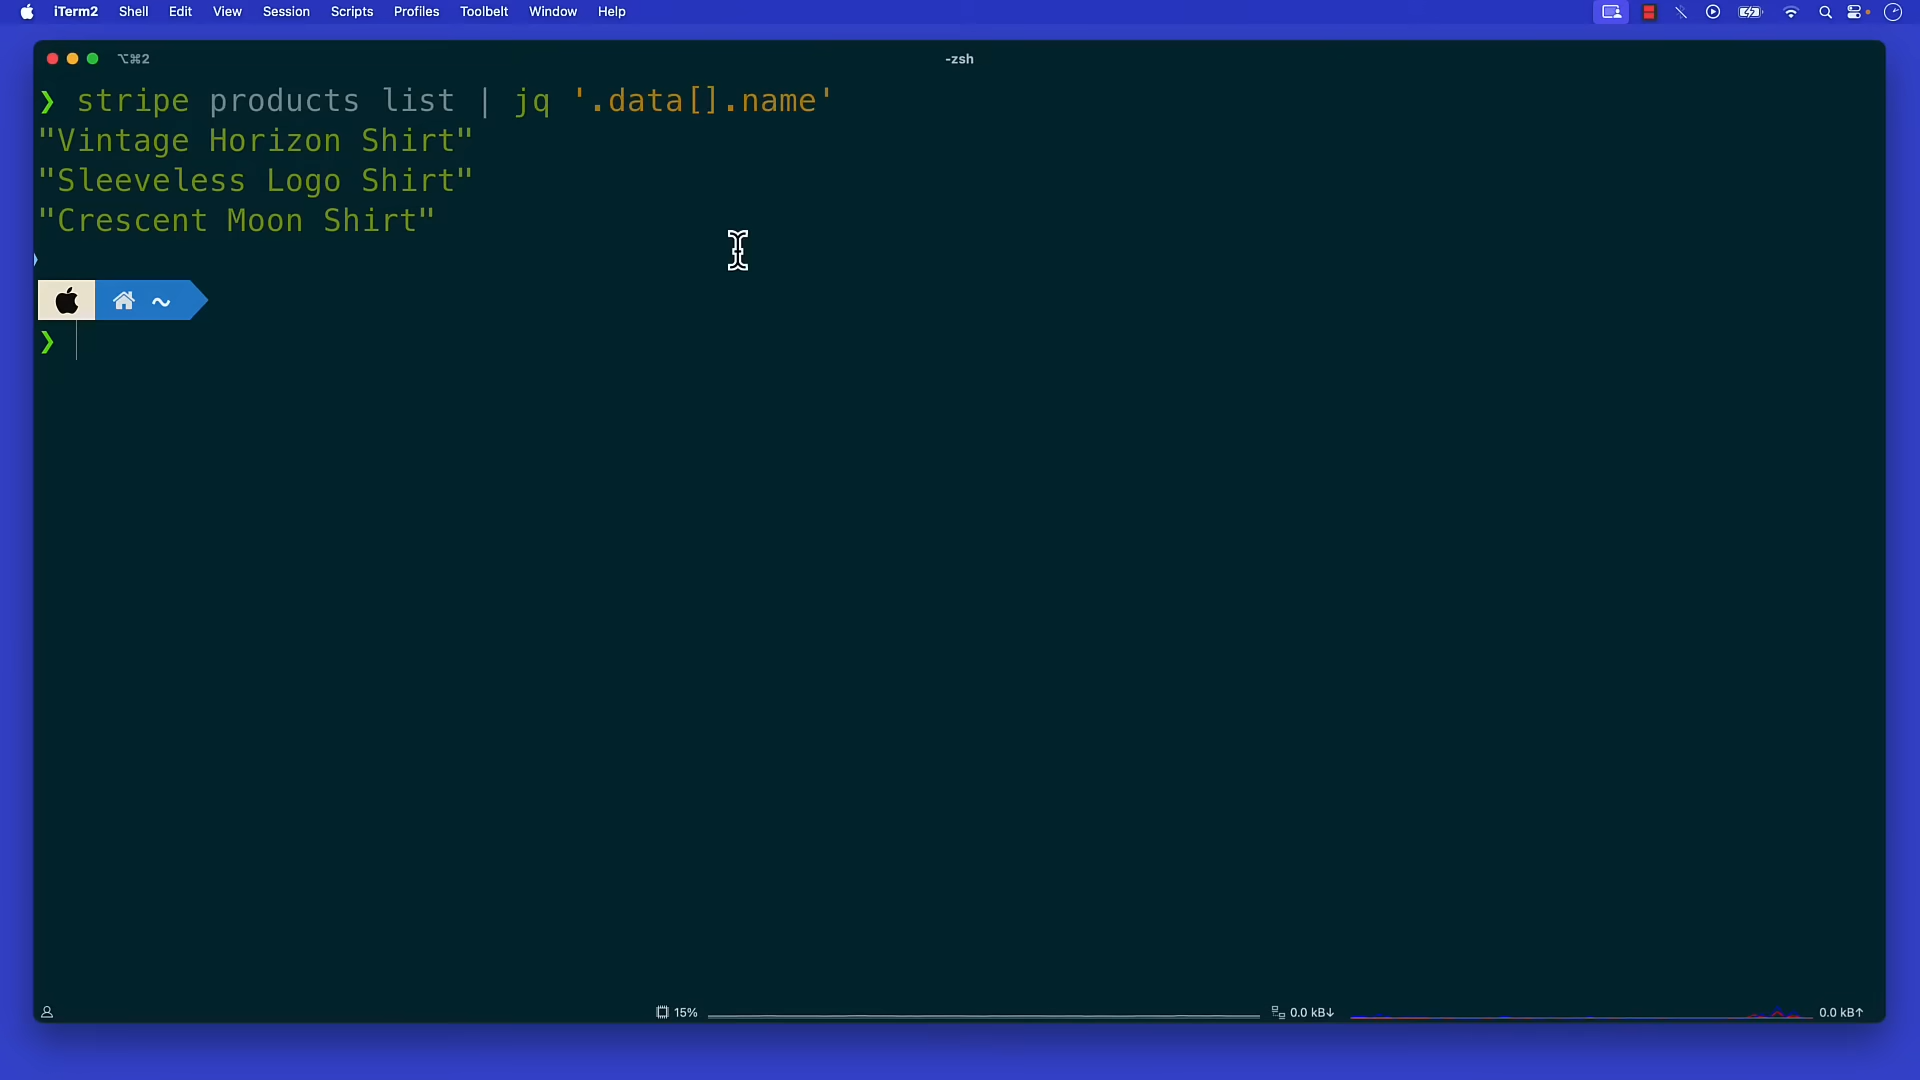 iTerm2 Shell Edit View Session Scripts Profiles Toolbelt Window Help
⌥⌘2 -zsh
❯ stripe products list | jq '.data[].name'
"Vintage Horizon Shirt"
"Sleeveless Logo Shirt"
"Crescent Moon Shirt"
~
❯
15% 0.0 kB↓ 0.0 kB↑